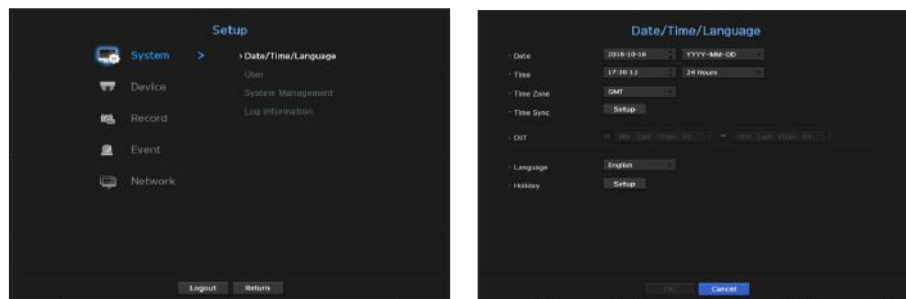 Setup
System > › Date/Time/Language
User
Device
System Management
Record
Log Information
Event
Network
Logout Return
Date/Time/Language
· Date 2018-10-16 YYYY-MM-DD
· Time 17:30:12 24 Hours
· Time Zone GMT
· Time Sync Setup
· DST
· Language English
· Holiday Setup
OK Cancel